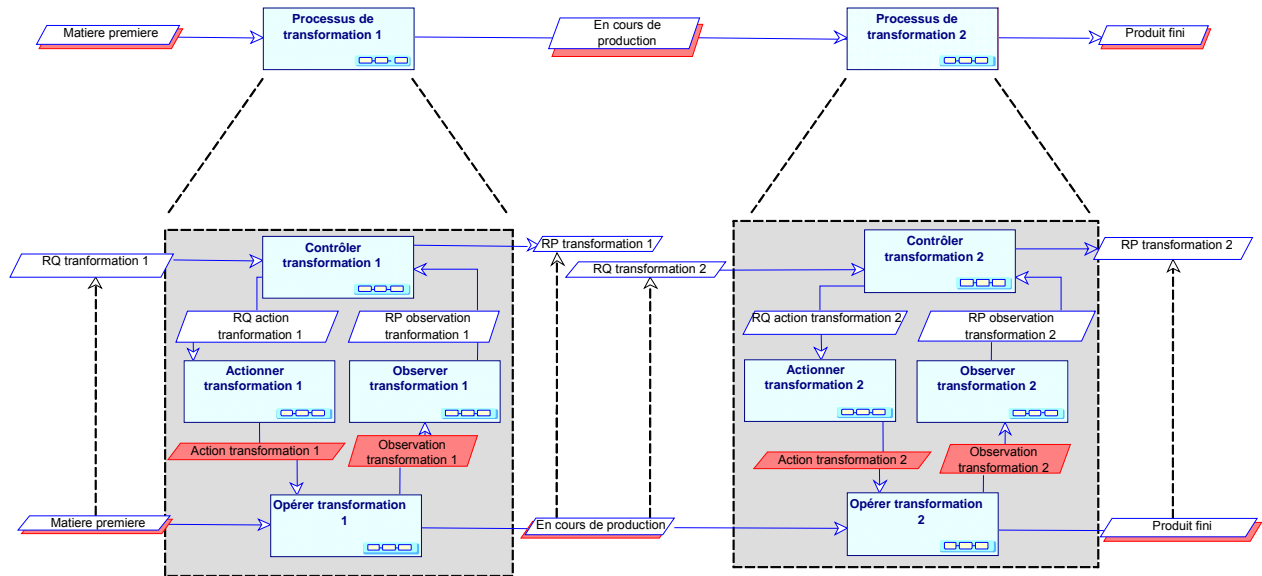 Matiere premiere
Processus de
transformation 1
En cours de
production
Processus de
transformation 2
Produit fini
RQ tranformation 1
Contrôler
transformation 1
RP transformation 1
RQ transformation 2
Contrôler
transformation 2
RP transformation 2
RQ action
tranformation 1
RP observation
tranformation 1
RQ action transformation 2
RP observation
transformation 2
Actionner
transformation 1
Observer
transformation 1
Actionner
transformation 2
Observer
transformation 2
Action transformation 1
Observation
transformation 1
Action transformation 2
Observation
transformation 2
Matiere premiere
Opérer transformation
1
En cours de production
Opérer transformation
2
Produit fini